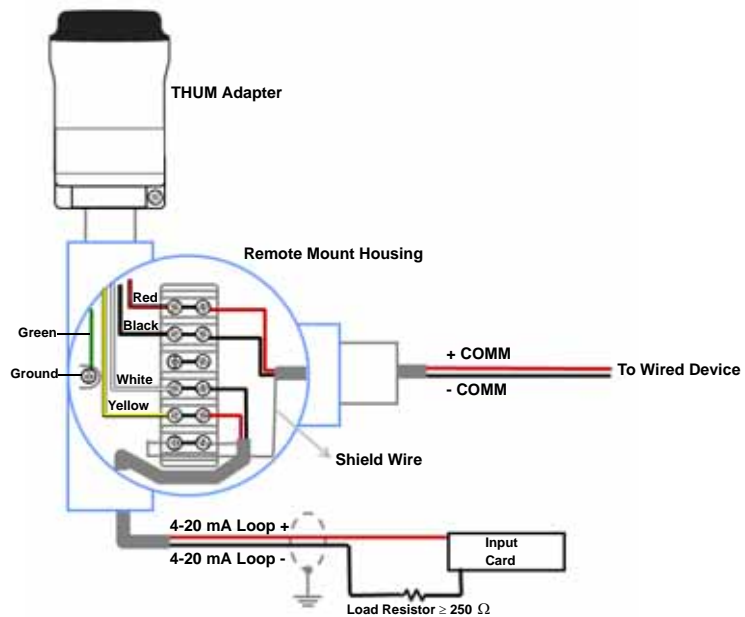 THUM Adapter
Remote Mount Housing
Red
Black
Green
Ground
White
Yellow
+ COMM
- COMM
To Wired Device
Shield Wire
4-20 mA Loop +
4-20 mA Loop -
Input
Card
Load Resistor ≥ 250 Ω